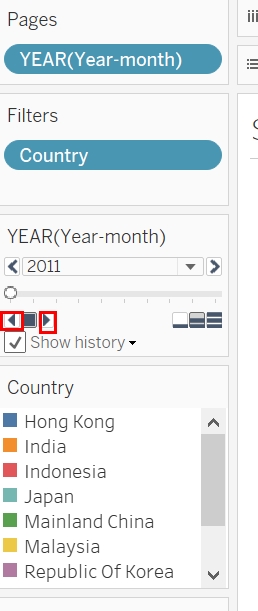 Pages
YEAR(Year-month)
Filters
Country
YEAR(Year-month)
2011
Show history
Country
Hong Kong
India
Indonesia
Japan
Mainland China
Malaysia
Republic Of Korea